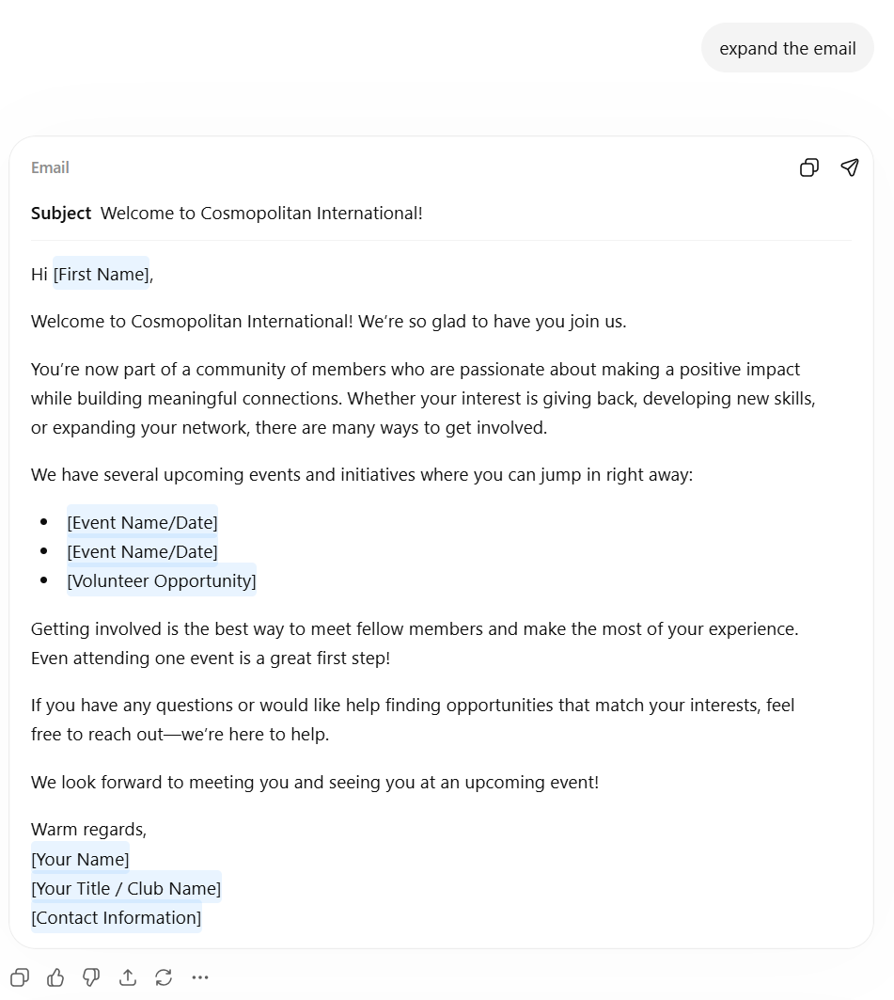 expand the email
Email
Subject Welcome to Cosmopolitan International!
Hi [First Name],
Welcome to Cosmopolitan International! We’re so glad to have you join us.
You’re now part of a community of members who are passionate about making a positive impact
while building meaningful connections. Whether your interest is giving back, developing new skills,
or expanding your network, there are many ways to get involved.
We have several upcoming events and initiatives where you can jump in right away:
• [Event Name/Date]
• [Event Name/Date]
• [Volunteer Opportunity]
Getting involved is the best way to meet fellow members and make the most of your experience.
Even attending one event is a great first step!
If you have any questions or would like help finding opportunities that match your interests, feel
free to reach out—we’re here to help.
We look forward to meeting you and seeing you at an upcoming event!
Warm regards,
[Your Name]
[Your Title / Club Name]
[Contact Information]